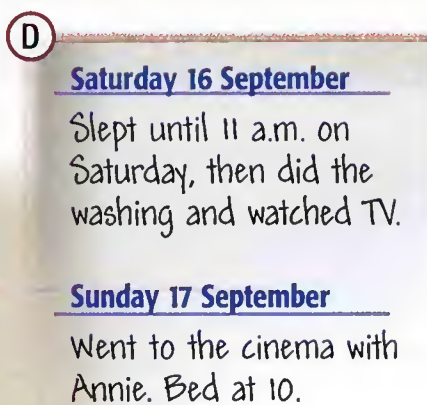 D
Saturday 16 September
Slept until 11 a.m. on
Saturday, then did the
washing and watched TV.
Sunday 17 September
Went to the cinema with
Annie. Bed at 10.